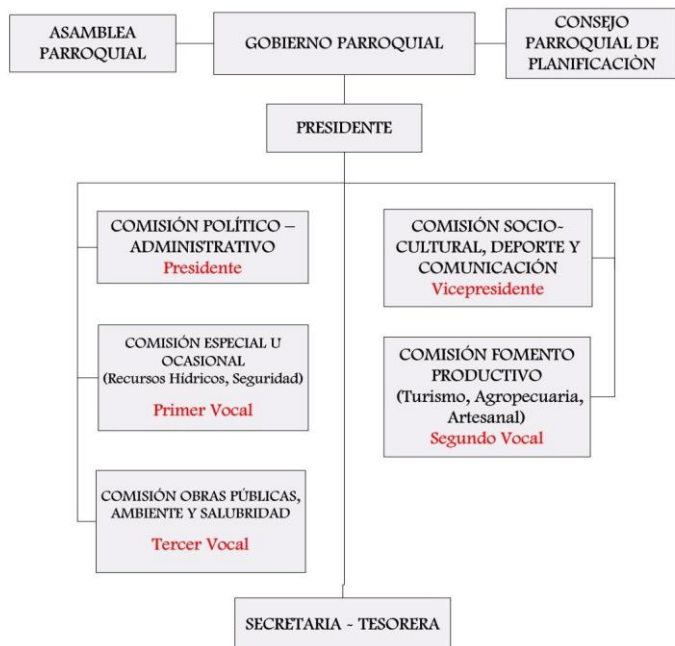 ASAMBLEA
PARROQUIAL
GOBIERNO PARROQUIAL
CONSEJO
PARROQUIAL DE
PLANIFICACIÒN
PRESIDENTE
COMISIÓN POLÍTICO –
ADMINISTRATIVO
Presidente
COMISIÓN SOCIO-
CULTURAL, DEPORTE Y
COMUNICACIÓN
Vicepresidente
COMISIÓN ESPECIAL U
OCASIONAL
(Recursos Hídricos, Seguridad)
Primer Vocal
COMISIÓN FOMENTO
PRODUCTIVO
(Turismo, Agropecuaria,
Artesanal)
Segundo Vocal
COMISIÓN OBRAS PÚBLICAS,
AMBIENTE Y SALUBRIDAD
Tercer Vocal
SECRETARIA - TESORERA